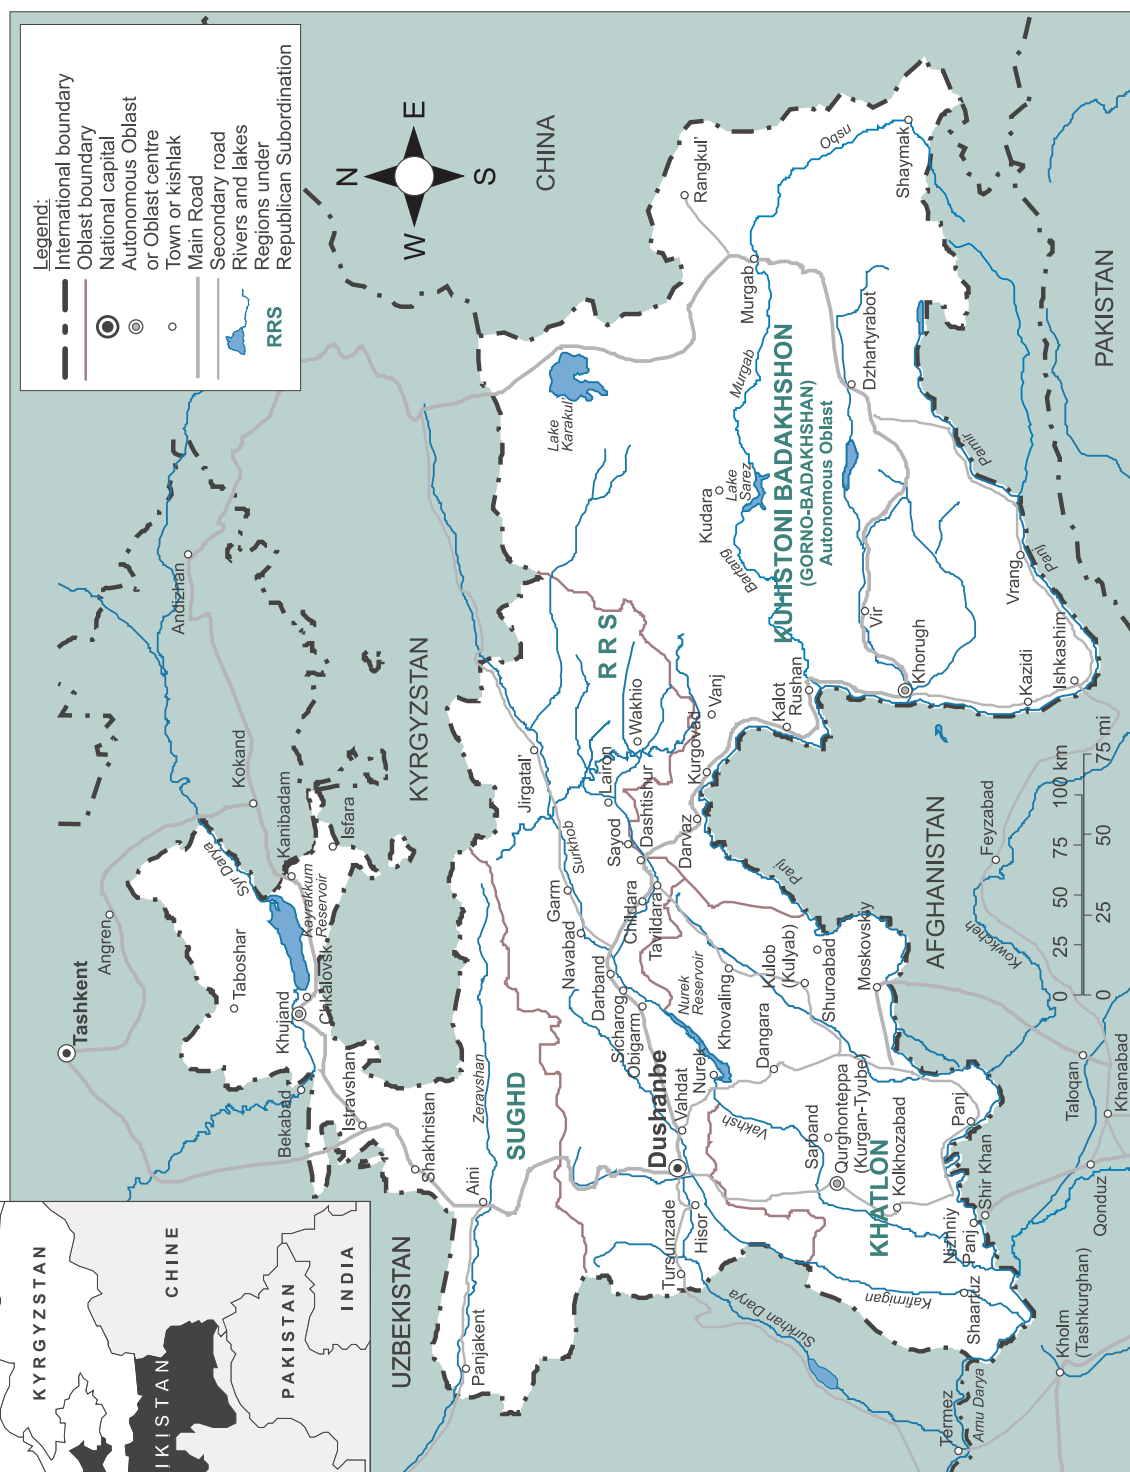 Legend:
International boundary
Oblast boundary
National capital
Autonomous Oblast
or Oblast centre
Town or kishlak
Main Road
Secondary road
Rivers and lakes
RRS
Regions under
Republican Subordination
N
E
S
W
KYRGYZSTAN
CHINE
IKISTAN
PAKISTAN
INDIA
UZBEKISTAN
KYRGYZSTAN
CHINA
AFGHANISTAN
PAKISTAN
Tashkent
Angren
Kokand
Andizhan
Syr Darya
Taboshar
Kanibadam
Isfara
Kayrakkum
Reservoir
Khujand
Chkalovsk
Bekabad
Istravshan
Shakhristan
Zeravshan
SUGHD
Aini
Panjakent
Jirgatal'
Surkhob
Garm
Navabad
Darband
Sicharog
Obigarm
Lairon
Wakhio
Sayod
Dashtishur
Childara
Tavildara
R R S
Nurek
Reservoir
Dushanbe
Vahdat
Nurek
Tursunzade
Hisor
Surkhan Darya
Khovaling
Kulob
(Kulyab)
Shuroabad
Moskovskiy
Dangara
Vakhsh
Sarband
Qurghonteppa
(Kurgan-Tyube)
Kolkhozabad
KHATLON
Kafirnigan
Panj
Nizhniy
Panj
Shaartuz
Shir Khan
Termez
Amu Darya
Kholm
(Tashkurghan)
Qonduz
Taloqan
Khanabad
Kowkcheh
Feyzabad
Darvaz
Panj
Kurgovad
Vanj
Kalot
Rushan
Lake
Karakul'
Rangkul'
Murgab
Murgab
Oqsu
Shaymak
Kudara
Lake
Sarez
Bartang
KUHISTONI BADAKHSHON
(GORNO-BADAKHSHAN)
Autonomous Oblast
Dzhartyrabot
Pamir
Vir
Khorugh
Vrang
Panj
Kazidi
Ishkashim
0 25 50 75 100 km
0 25 50 75 mi